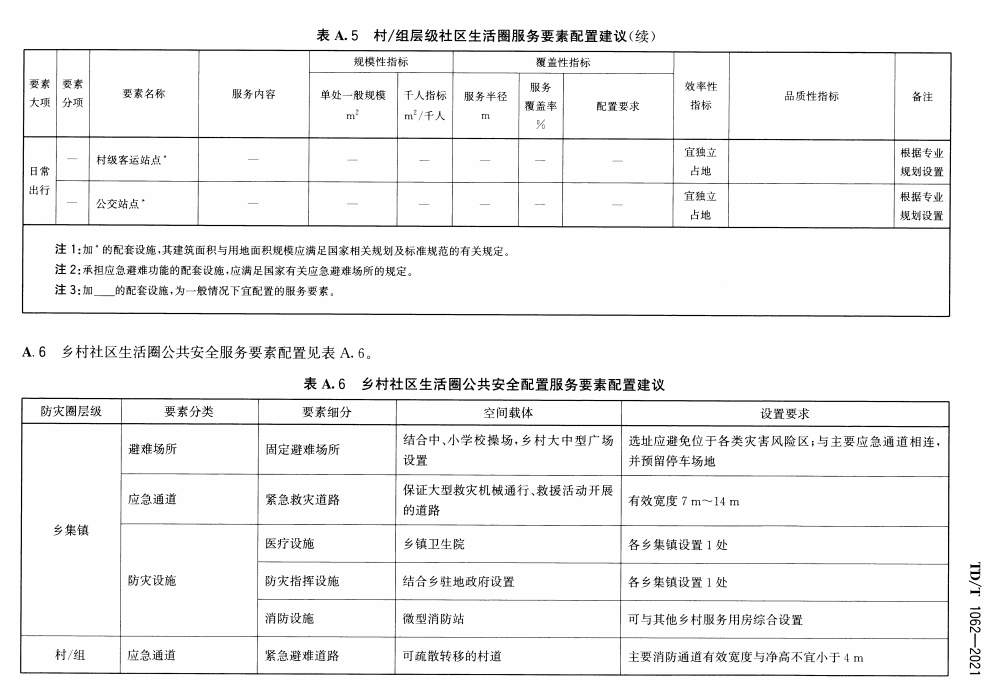 表 A.5 村/组层级社区生活圈服务要素配置建议(续)
规模性指标 覆盖性指标
要素大项 要素分项 要素名称 服务内容 单处一般规模 m² 千人指标 m²/千人 服务半径 m 服务覆盖率 % 配置要求 效率性指标 品质性指标 备注
日常出行 — 村级客运站点* — — — — — — 宜独立占地 根据专业规划设置
— 公交站点* — — — — — — 宜独立占地 根据专业规划设置
注 1:加*的配套设施,其建筑面积与用地面积规模应满足国家相关规划及标准规范的有关规定。
注 2:承担应急避难功能的配套设施,应满足国家有关应急避难场所的规定。
注 3:加____的配套设施,为一般情况下宜配置的服务要素。
A.6 乡村社区生活圈公共安全服务要素配置见表 A.6。
表 A.6 乡村社区生活圈公共安全配置服务要素配置建议
防灾圈层级 要素分类 要素细分 空间载体 设置要求
乡集镇 避难场所 固定避难场所 结合中、小学校操场,乡村大中型广场设置 选址应避免位于各类灾害风险区;与主要应急通道相连,并预留停车场地
应急通道 紧急救灾道路 保证大型救灾机械通行、救援活动开展的道路 有效宽度 7 m～14 m
防灾设施 医疗设施 乡镇卫生院 各乡集镇设置 1 处
防灾指挥设施 结合乡驻地政府设置 各乡集镇设置 1 处
消防设施 微型消防站 可与其他乡村服务用房综合设置
村/组 应急通道 紧急避难道路 可疏散转移的村道 主要消防通道有效宽度与净高不宜小于 4 m
TD/T 1062—2021